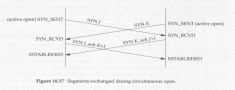 (active open) SYN_SENT
SYN J
SYN K
SYN_SENT (active open)
SYN_RCVD
SYN_RCVD
SYN J, ack K+1
SYN K, ack J+1
ESTABLISHED
ESTABLISHED
Figure 18.17 Segments exchanged during simultaneous open.